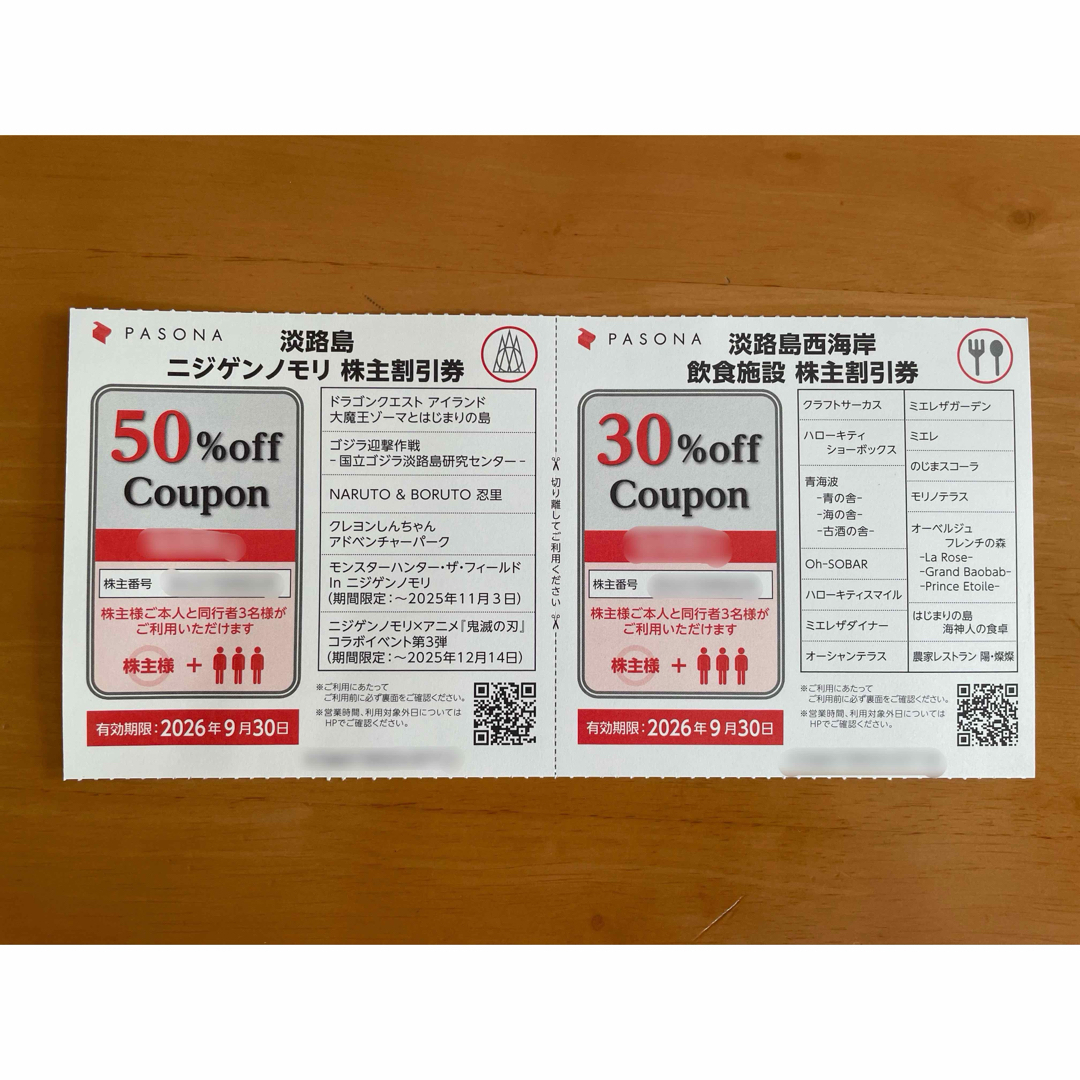 PASONA
淡路島
ニジゲンノモリ 株主割引券
50%off
Coupon
株主番号
株主様ご本人と同行者3名様が
ご利用いただけます
株主様 +
有効期限:2026年9月30日
ドラゴンクエスト アイランド
大魔王ゾーマとはじまりの島
ゴジラ迎撃作戦
- 国立ゴジラ淡路島研究センター -
NARUTO & BORUTO 忍里
クレヨンしんちゃん
アドベンチャーパーク
モンスターハンター・ザ・フィールド
In ニジゲンノモリ
(期間限定:~2025年11月3日)
ニジゲンノモリ×アニメ『鬼滅の刃』
コラボイベント第3弾
(期間限定:~2025年12月14日)
※ご利用にあたって
ご利用前に必ず裏面をご確認ください。
※営業時間、利用対象外日については
HPでご確認ください。
切り離してご利用ください
PASONA
淡路島西海岸
飲食施設 株主割引券
30%off
Coupon
株主番号
株主様ご本人と同行者3名様が
ご利用いただけます
株主様 +
有効期限:2026年9月30日
クラフトサーカス
ハローキティ
ショーボックス
青海波
-青の舎-
-海の舎-
-古酒の舎-
Oh-SOBAR
ハローキティスマイル
ミエレザダイナー
オーシャンテラス
ミエレザガーデン
ミエレ
のじまスコーラ
モリノテラス
オーベルジュ
フレンチの森
-La Rose-
-Grand Baobab-
-Prince Etoile-
はじまりの島
海神人の食卓
農家レストラン 陽・燦燦
※ご利用にあたって
ご利用前に必ず裏面をご確認ください。
※営業時間、利用対象外日については
HPでご確認ください。